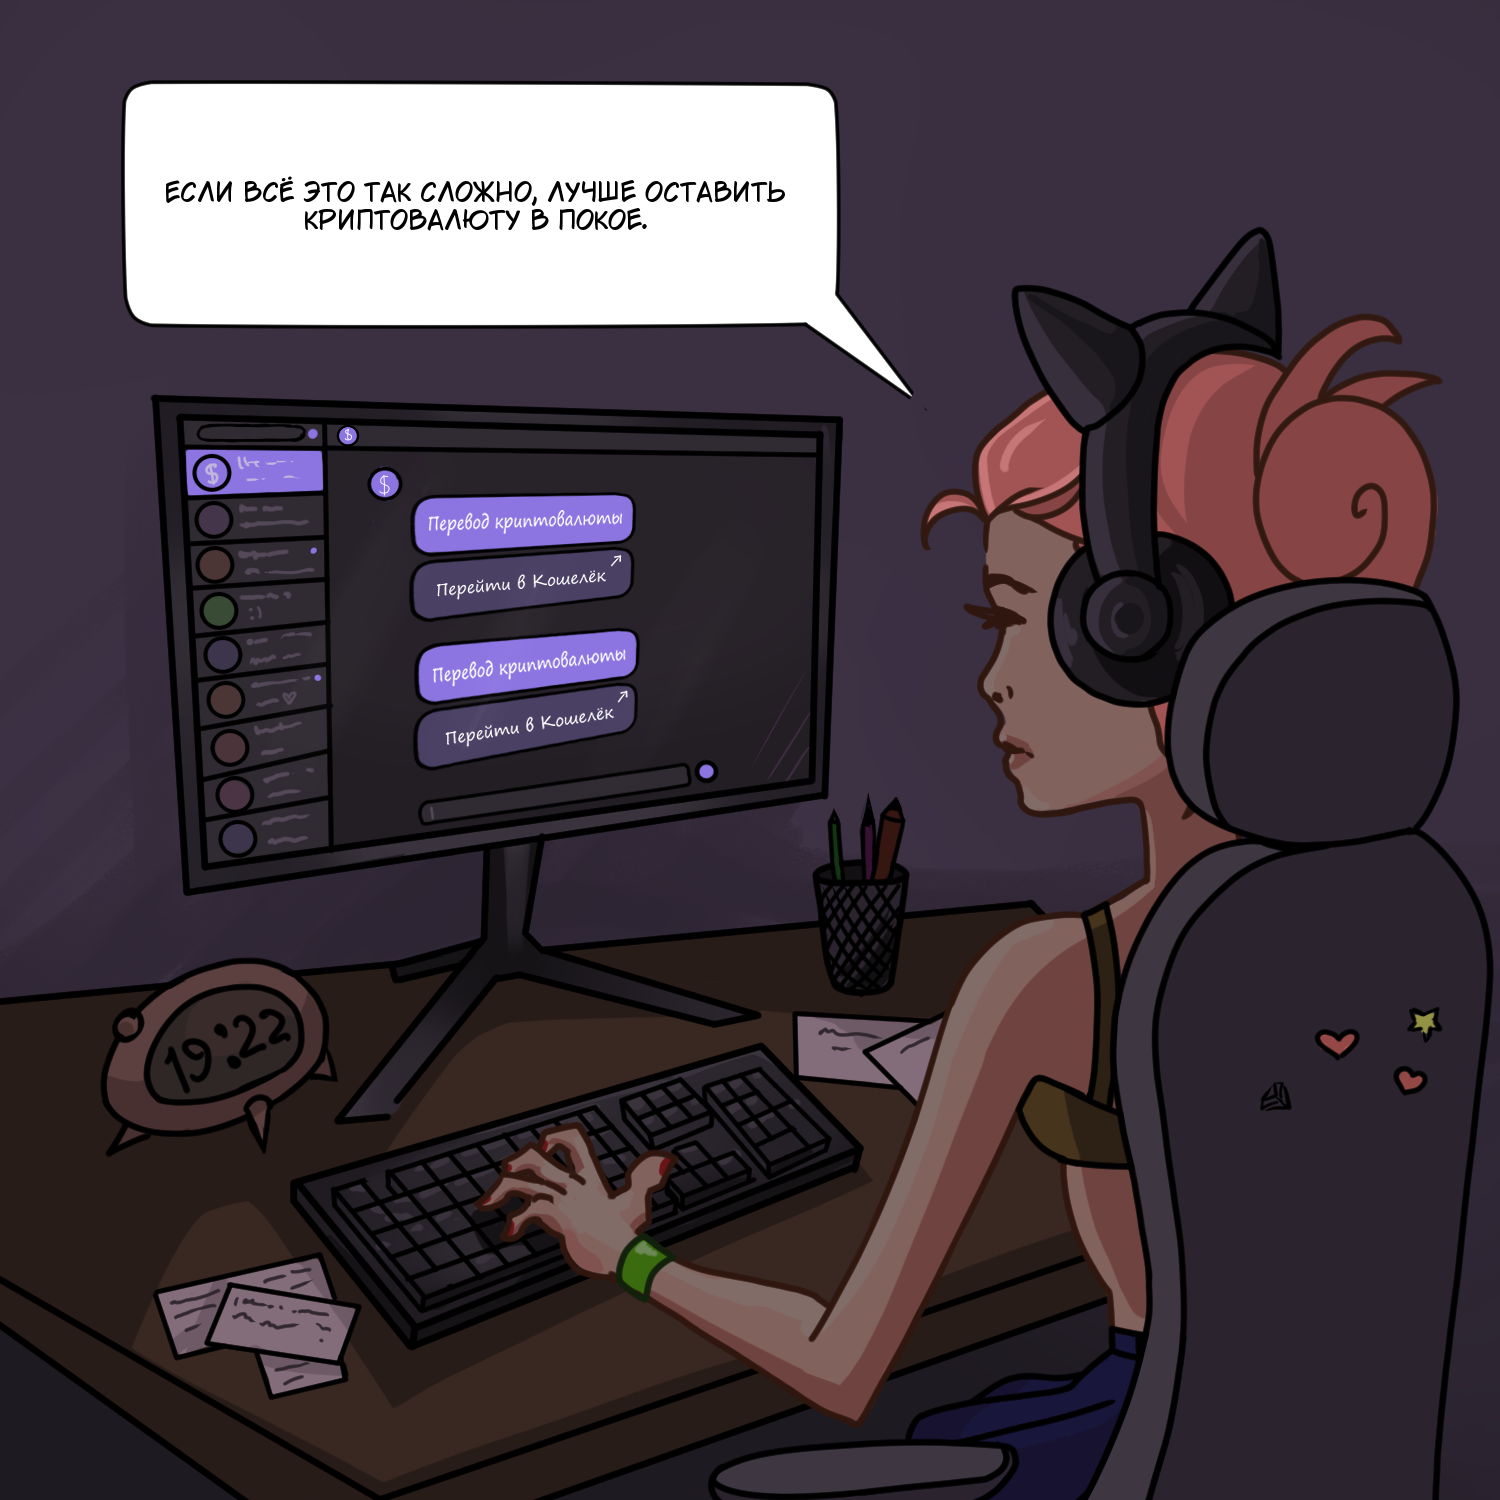 ЕСЛИ ВСЁ ЭТО ТАК СЛОЖНО, ЛУЧШЕ ОСТАВИТЬ
КРИПТОВАЛЮТУ В ПОКОЕ.
$
$
$
Перевод криптовалюты
Перейти в Кошелёк
Перевод криптовалюты
Перейти в Кошелёк
19:22